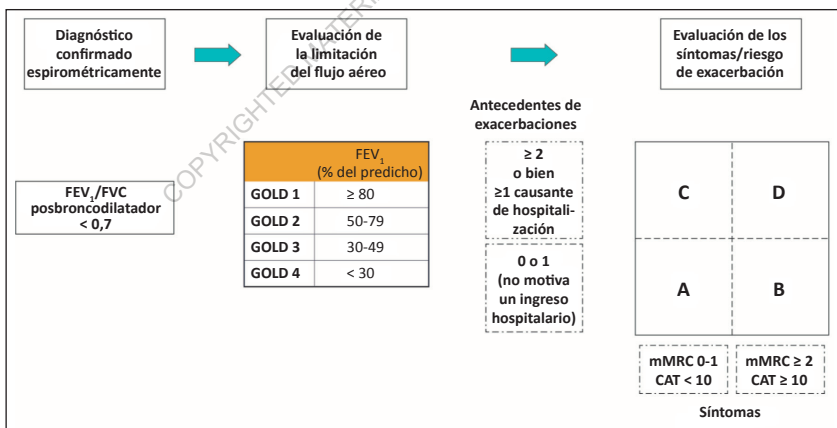 Diagnóstico
confirmado
espirométricamente
Evaluación de
la limitación
del flujo aéreo
Evaluación de los
síntomas/riesgo
de exacerbación
COPYRIGHTED MATERI
FEV₁/FVC
posbroncodilatador
< 0,7
FEV₁
(% del predicho)
GOLD 1 ≥ 80
GOLD 2 50-79
GOLD 3 30-49
GOLD 4 < 30
Antecedentes de
exacerbaciones
≥ 2
o bien
≥1 causante
de hospitali-
zación
0 o 1
(no motiva
un ingreso
hospitalario)
C D
A B
mMRC 0-1
CAT < 10
mMRC ≥ 2
CAT ≥ 10
Síntomas